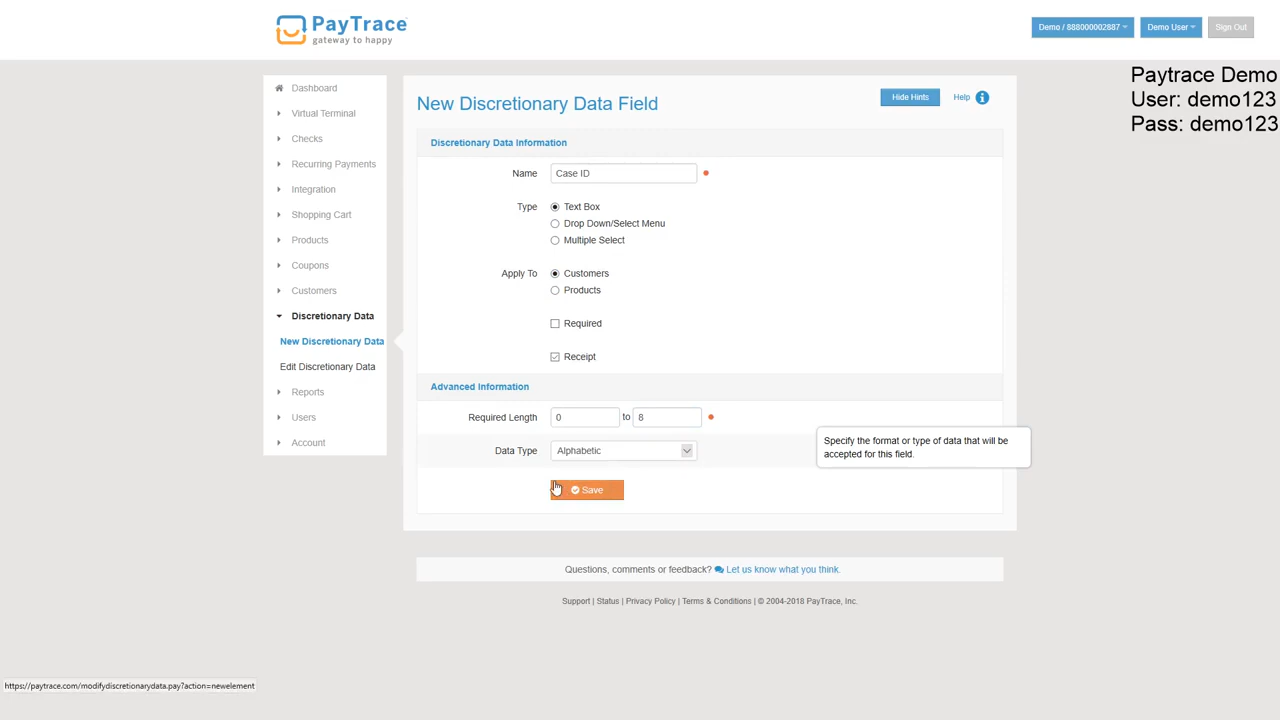 PayTrace
gateway to happy
Demo / 888000002887
Demo User
Sign Out
Paytrace Demo
User: demo123
Pass: demo123
Dashboard
Virtual Terminal
Checks
Recurring Payments
Integration
Shopping Cart
Products
Coupons
Customers
Discretionary Data
New Discretionary Data
Edit Discretionary Data
Reports
Users
Account
New Discretionary Data Field
Hide Hints
Help
Discretionary Data Information
Name Case ID
Type Text Box
Drop Down/Select Menu
Multiple Select
Apply To Customers
Products
Required
Receipt
Advanced Information
Required Length 0 to 8
Data Type Alphabetic
Specify the format or type of data that will be
accepted for this field.
Save
Questions, comments or feedback? Let us know what you think.
Support | Status | Privacy Policy | Terms & Conditions | © 2004-2018 PayTrace, Inc.
https://paytrace.com/modifydiscretionarydata.pay?action=newelement